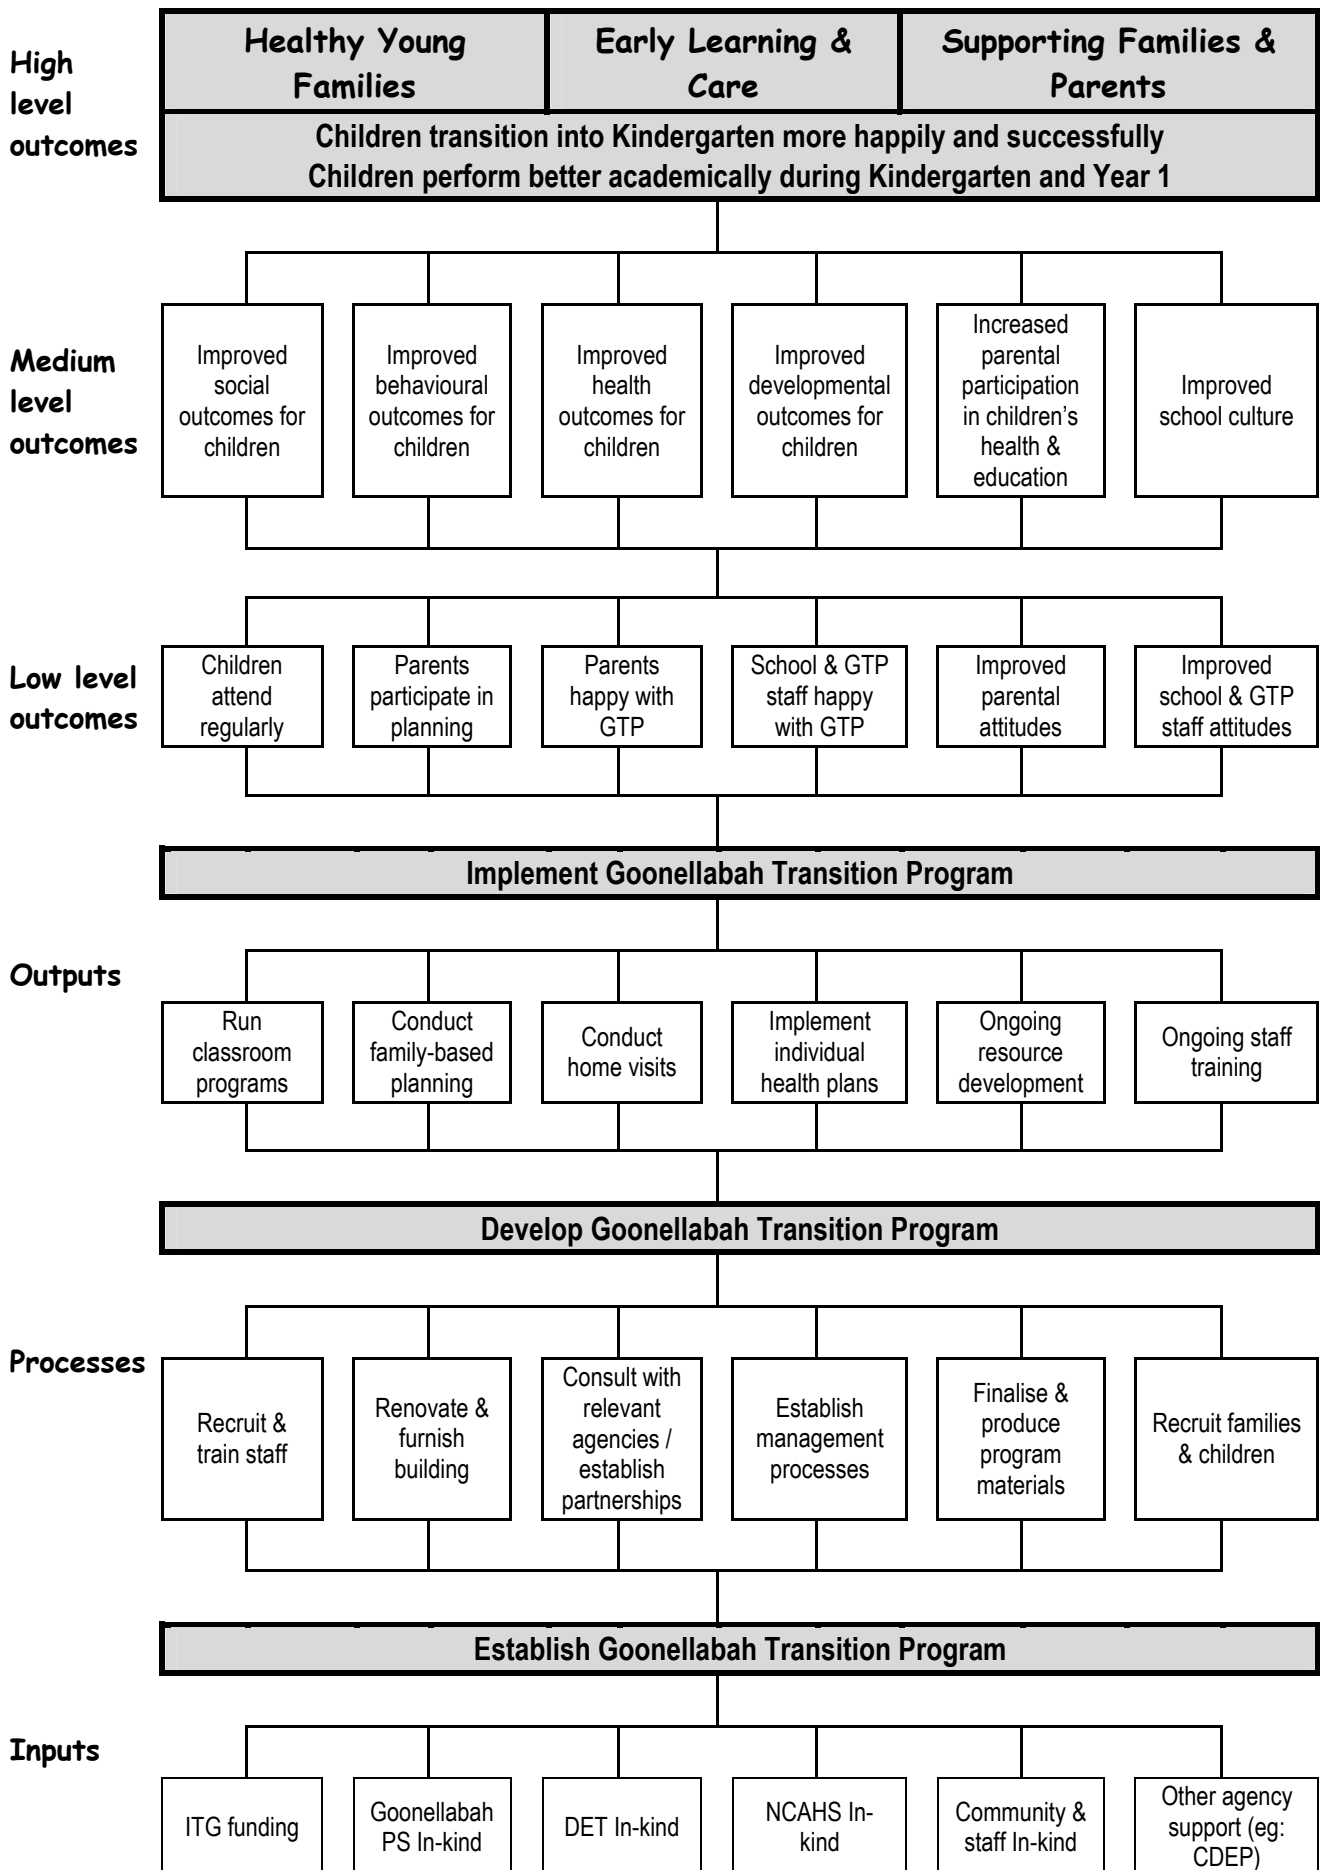 High
level
outcomes
Healthy Young
Families
Early Learning &
Care
Supporting Families &
Parents
Children transition into Kindergarten more happily and successfully
Children perform better academically during Kindergarten and Year 1
Medium
level
outcomes
Improved
social
outcomes for
children
Improved
behavioural
outcomes for
children
Improved
health
outcomes for
children
Improved
developmental
outcomes for
children
Increased
parental
participation
in children’s
health &
education
Improved
school culture
Low level
outcomes
Children
attend
regularly
Parents
participate in
planning
Parents
happy with
GTP
School & GTP
staff happy
with GTP
Improved
parental
attitudes
Improved
school & GTP
staff attitudes
Implement Goonellabah Transition Program
Outputs
Run
classroom
programs
Conduct
family-based
planning
Conduct
home visits
Implement
individual
health plans
Ongoing
resource
development
Ongoing staff
training
Develop Goonellabah Transition Program
Processes
Recruit &
train staff
Renovate &
furnish
building
Consult with
relevant
agencies /
establish
partnerships
Establish
management
processes
Finalise &
produce
program
materials
Recruit families
& children
Establish Goonellabah Transition Program
Inputs
ITG funding
Goonellabah
PS In-kind
DET In-kind
NCAHS In-
kind
Community &
staff In-kind
Other agency
support (eg:
CDEP)